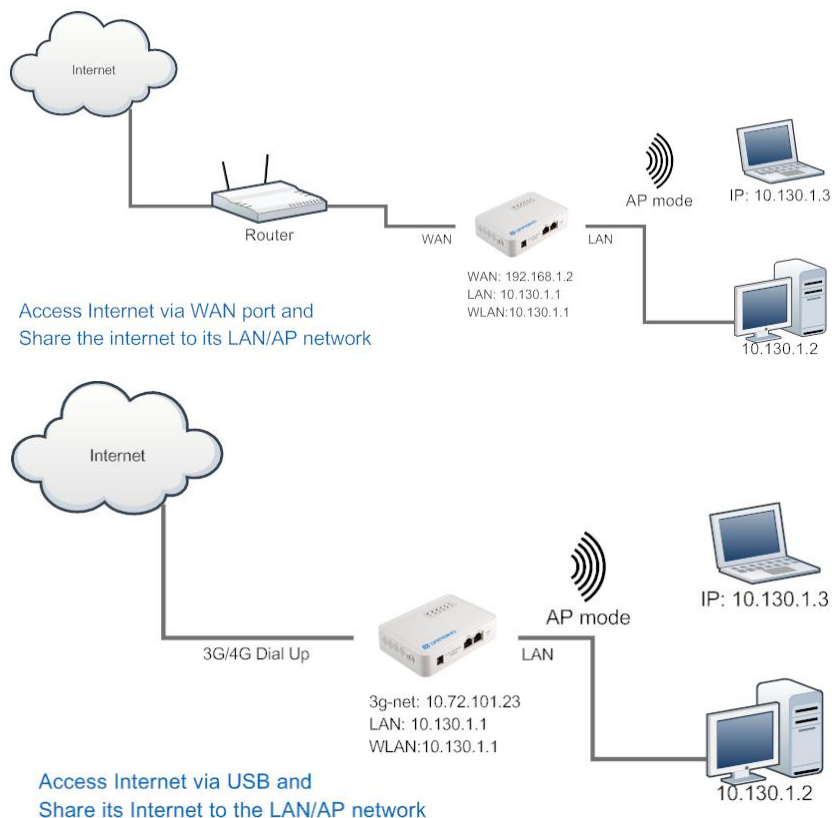 Internet
AP mode
IP: 10.130.1.3
Router
WAN
LAN
WAN: 192.168.1.2
LAN: 10.130.1.1
WLAN:10.130.1.1
Access Internet via WAN port and
Share the internet to its LAN/AP network
10.130.1.2
Internet
AP mode
IP: 10.130.1.3
3G/4G Dial Up
LAN
3g-net: 10.72.101.23
LAN: 10.130.1.1
WLAN:10.130.1.1
Access Internet via USB and
Share its Internet to the LAN/AP network
10.130.1.2